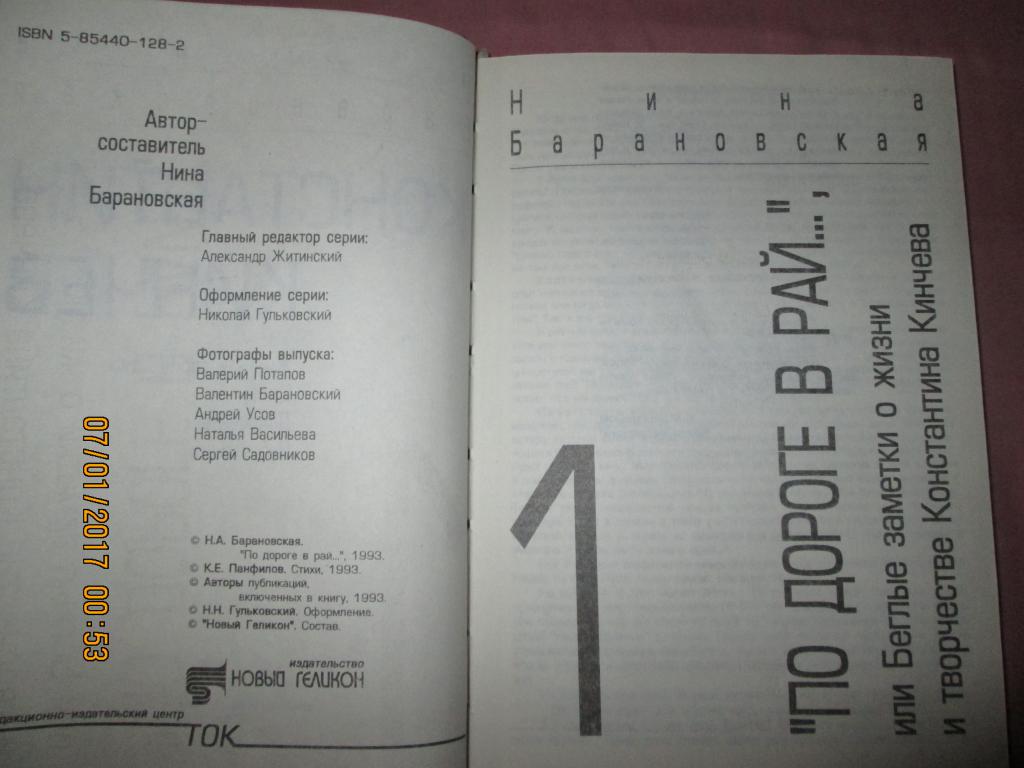 ISBN 5-85440-128-2
Автор-
составитель
Нина
Барановская
Главный редактор серии:
Александр Житинский
Оформление серии:
Николай Гульковский
Фотографы выпуска:
Валерий Потапов
Валентин Барановский
Андрей Усов
Наталья Васильева
Сергей Садовников
© Н.А. Барановская.
"По дороге в рай...", 1993.
© К.Е. Панфилов. Стихи, 1993.
© Авторы публикаций,
включенных в книгу, 1993.
© Н.Н. Гульковский. Оформление.
© "Новый Геликон". Состав.
издательство
НОВЫЙ ГЕЛИКОН
дакционно-издательский центр
ТОК
07/01/2017 00:53
Нина
Барановская
1
"ПО ДОРОГЕ В РАЙ...",
или Беглые заметки о жизни
и творчестве Константина Кинчева